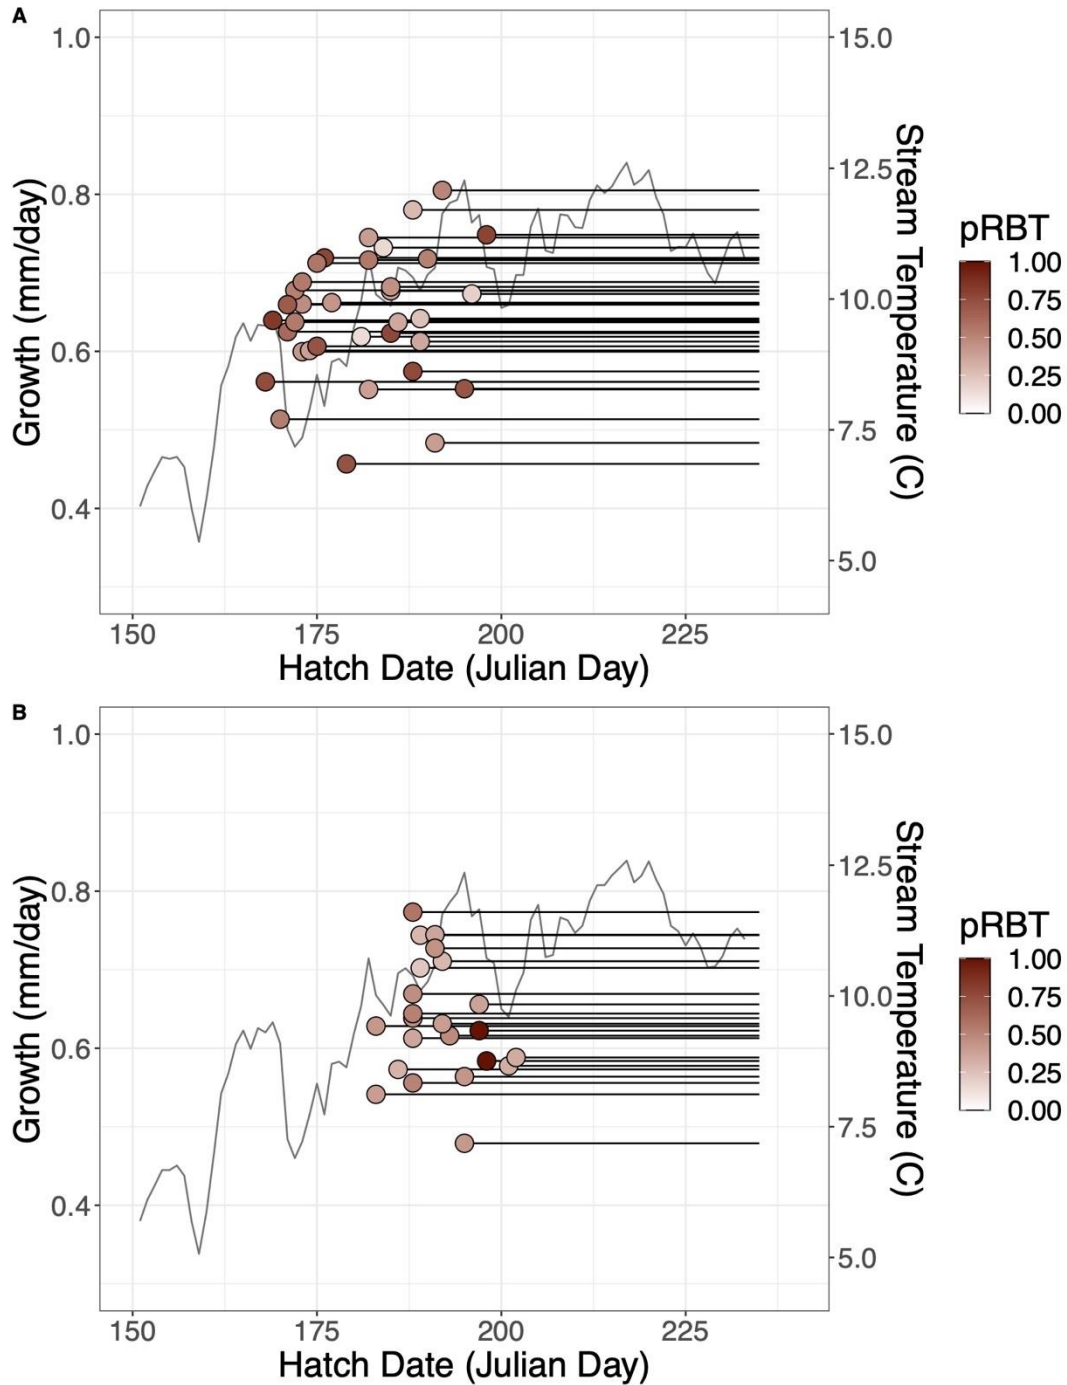 A
1.0
0.8
0.6
0.4
Growth (mm/day)
15.0
12.5
10.0
7.5
5.0
Stream Temperature (C)
150 175 200 225
Hatch Date (Julian Day)
pRBT
1.00
0.75
0.50
0.25
0.00
B
1.0
0.8
0.6
0.4
Growth (mm/day)
15.0
12.5
10.0
7.5
5.0
Stream Temperature (C)
150 175 200 225
Hatch Date (Julian Day)
pRBT
1.00
0.75
0.50
0.25
0.00